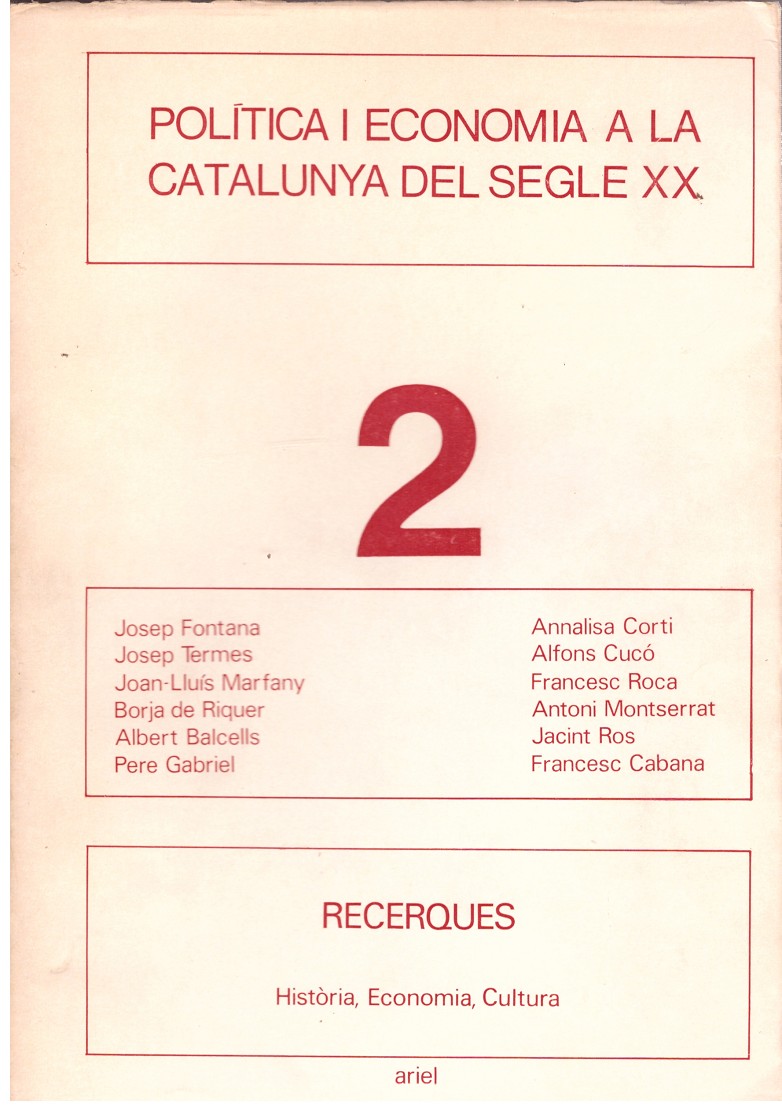 POLÍTICA I ECONOMIA A LA
CATALUNYA DEL SEGLE XX
2
Josep Fontana
Josep Termes
Joan-Lluís Marfany
Borja de Riquer
Albert Balcells
Pere Gabriel
Annalisa Corti
Alfons Cucó
Francesc Roca
Antoni Montserrat
Jacint Ros
Francesc Cabana
RECERQUES
Història, Economia, Cultura
ariel